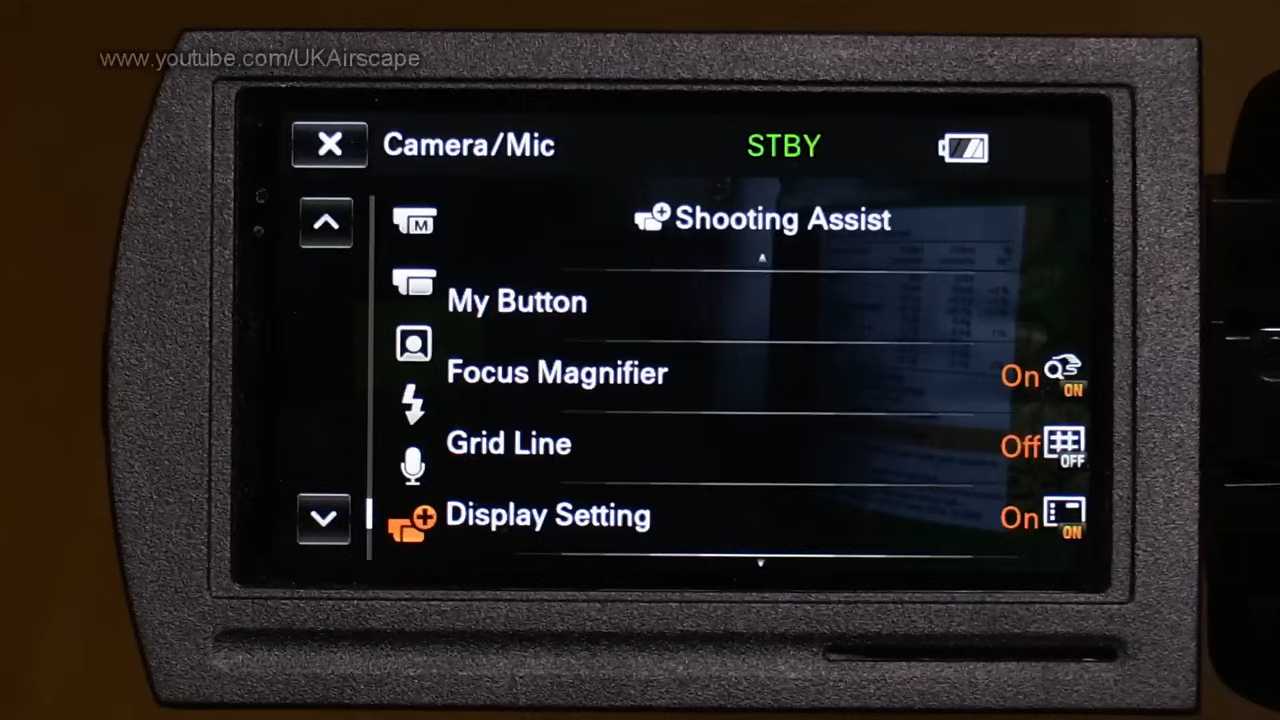 www.youtube.com/UKAirscape
Camera/Mic STBY
M Shooting Assist
My Button
Focus Magnifier On ON
Grid Line Off OFF
Display Setting On ON